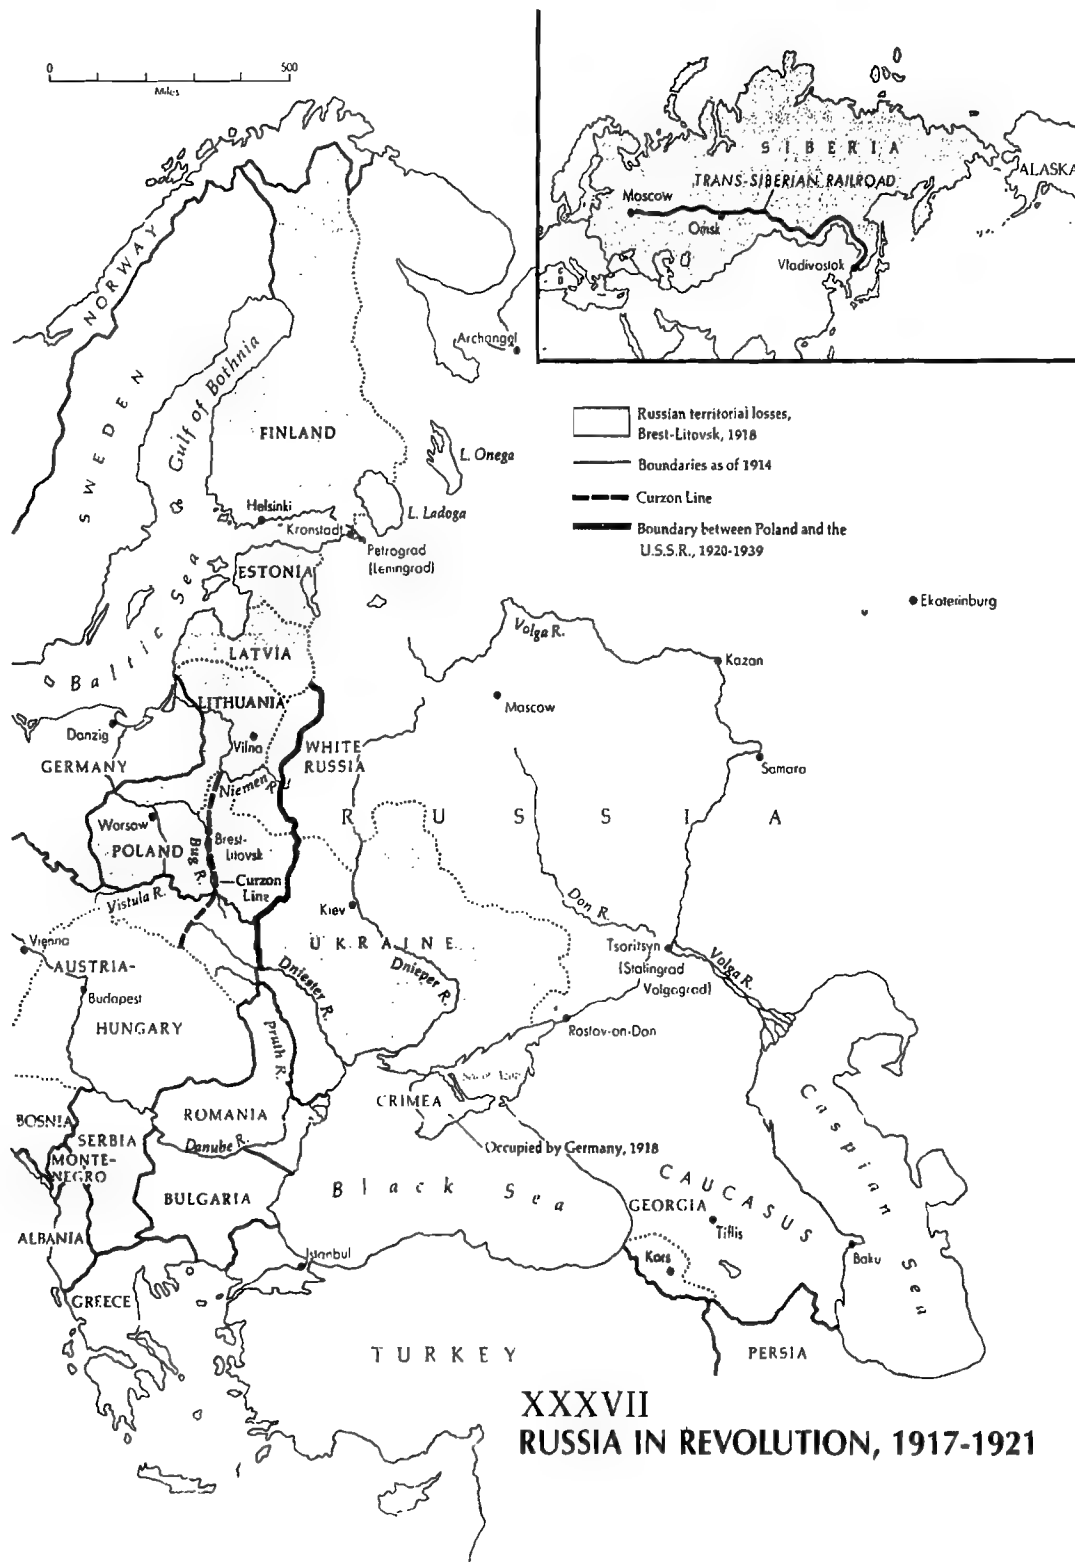 0 500
Miles
SIBERIA
TRANS-SIBERIAN RAILROAD
ALASKA
Moscow
Omsk
Vladivostok
NORWAY
SWEDEN
Gulf of Bothnia
Archangel
FINLAND
L. Onega
L. Ladoga
Helsinki
Kronstadt
Petrograd
(Leningrad)
Russian territorial losses,
Brest-Litovsk, 1918
Boundaries as of 1914
Curzon Line
Boundary between Poland and the
U.S.S.R., 1920-1939
ESTONIA
Baltic Sea
LATVIA
LITHUANIA
Ekaterinburg
Volga R.
Kazan
Moscow
Danzig
Vilna
WHITE
RUSSIA
GERMANY
Niemen R.
Samara
RUSSIA
Warsaw
POLAND
Bug R.
Brest-
Litovsk
Curzon
Line
Vistula R.
Kiev
Don R.
Vienna
AUSTRIA-
HUNGARY
Budapest
UKRAINE
Dniester R.
Dnieper R.
Tsaritsyn
(Stalingrad
Volgograd)
Volga R.
Pruth R.
Rostov-on-Don
BOSNIA
SERBIA
MONTE-
NEGRO
ROMANIA
Danube R.
CRIMEA
Occupied by Germany, 1918
Caspian Sea
BULGARIA
Black Sea
CAUCASUS
GEORGIA
Tiflis
ALBANIA
Istanbul
Kars
Baku
GREECE
TURKEY
PERSIA
XXXVII
RUSSIA IN REVOLUTION, 1917-1921